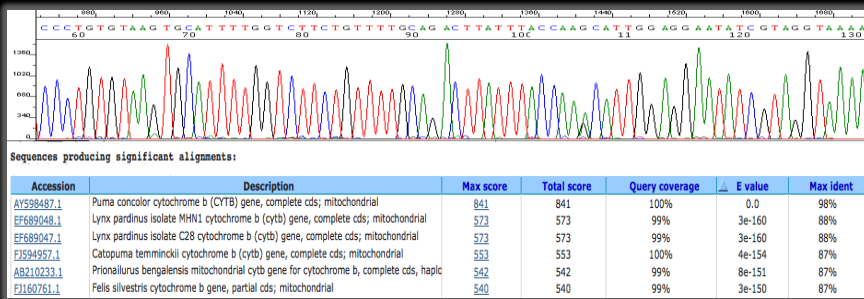 880 960 1040 1120 1200 1280 1360 1440 1520 1600 1680
C C C T G T G T A A G T G C A T T T T G G T C T T C T G T T T T G C A G A C T T A T T T A C C A A G C A T T G G A G G A A T A T C G T A G G T A A A A
60 70 80 90 100 110 120 130
1360
1020
680
340
0
Sequences producing significant alignments:
Accession Description Max score Total score Query coverage E value Max ident
AY598487.1 Puma concolor cytochrome b (CYTB) gene, complete cds; mitochondrial 841 841 100% 0.0 98%
EF689048.1 Lynx pardinus isolate MHN1 cytochrome b (cytb) gene, complete cds; mitochondrial 573 573 99% 3e-160 88%
EF689047.1 Lynx pardinus isolate C28 cytochrome b (cytb) gene, complete cds; mitochondrial 573 573 99% 3e-160 88%
FJ594957.1 Catopuma temminckii cytochrome b (cytb) gene, complete cds; mitochondrial 553 553 100% 4e-154 87%
AB210233.1 Prionailurus bengalensis mitochondrial cytb gene for cytochrome b, complete cds, haplo 542 542 99% 8e-151 87%
FJ160761.1 Felis silvestris cytochrome b gene, partial cds; mitochondrial 540 540 99% 3e-150 87%